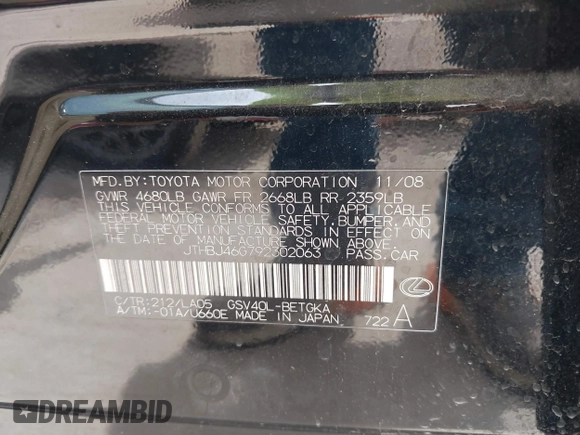 MFD.BY:TOYOTA MOTOR CORPORATION 11/08
GVWR 4680LB GAWR FR 2668LB RR 2359LB
THIS VEHICLE CONFORMS TO ALL APPLICABLE
FEDERAL MOTOR VEHICLE SAFETY, BUMPER, AND
THEFT PREVENTION STANDARDS IN EFFECT ON
THE DATE OF MANUFACTURE SHOWN ABOVE.
JTHBJ46G792302063 PASS.CAR
C/TR:212/LA05 GSV40L-BETGKA
A/TM:-01A/U660E MADE IN JAPAN 722 A
DREAMBID